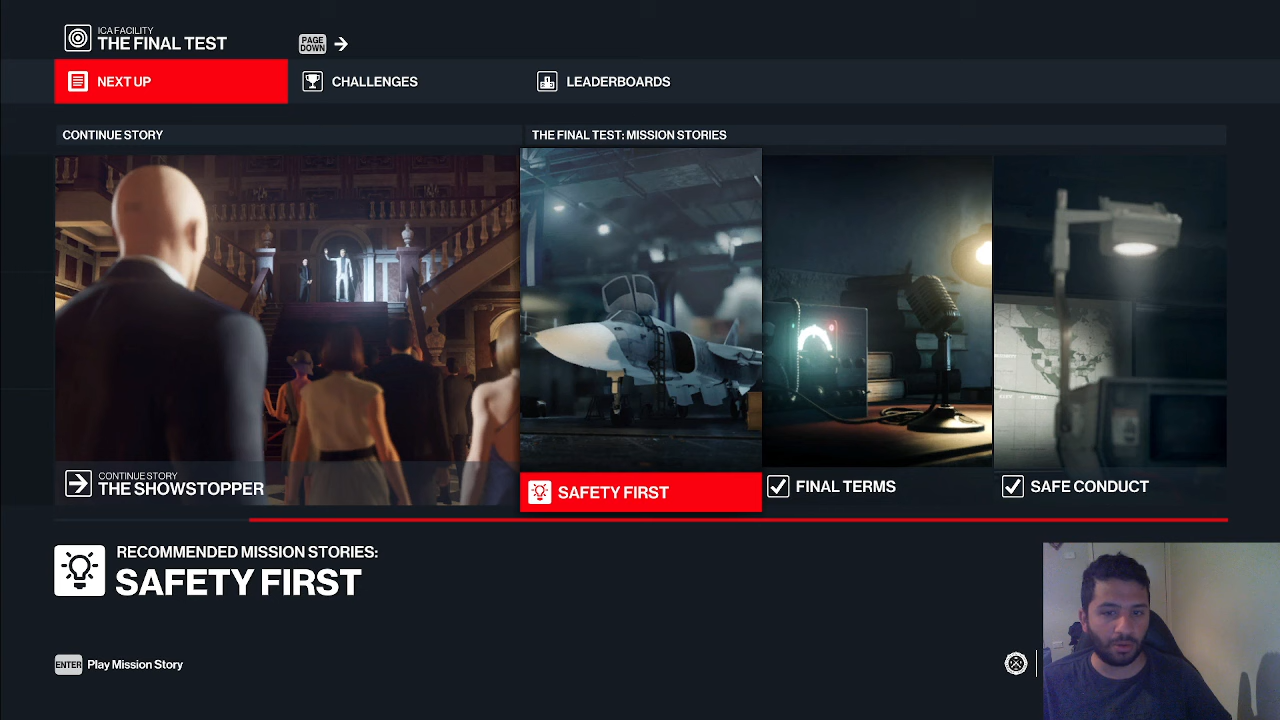 ICA FACILITY
THE FINAL TEST
PAGE DOWN
NEXT UP
CHALLENGES
LEADERBOARDS
CONTINUE STORY
THE FINAL TEST: MISSION STORIES
CONTINUE STORY
THE SHOWSTOPPER
SAFETY FIRST
FINAL TERMS
SAFE CONDUCT
RECOMMENDED MISSION STORIES:
SAFETY FIRST
ENTER Play Mission Story